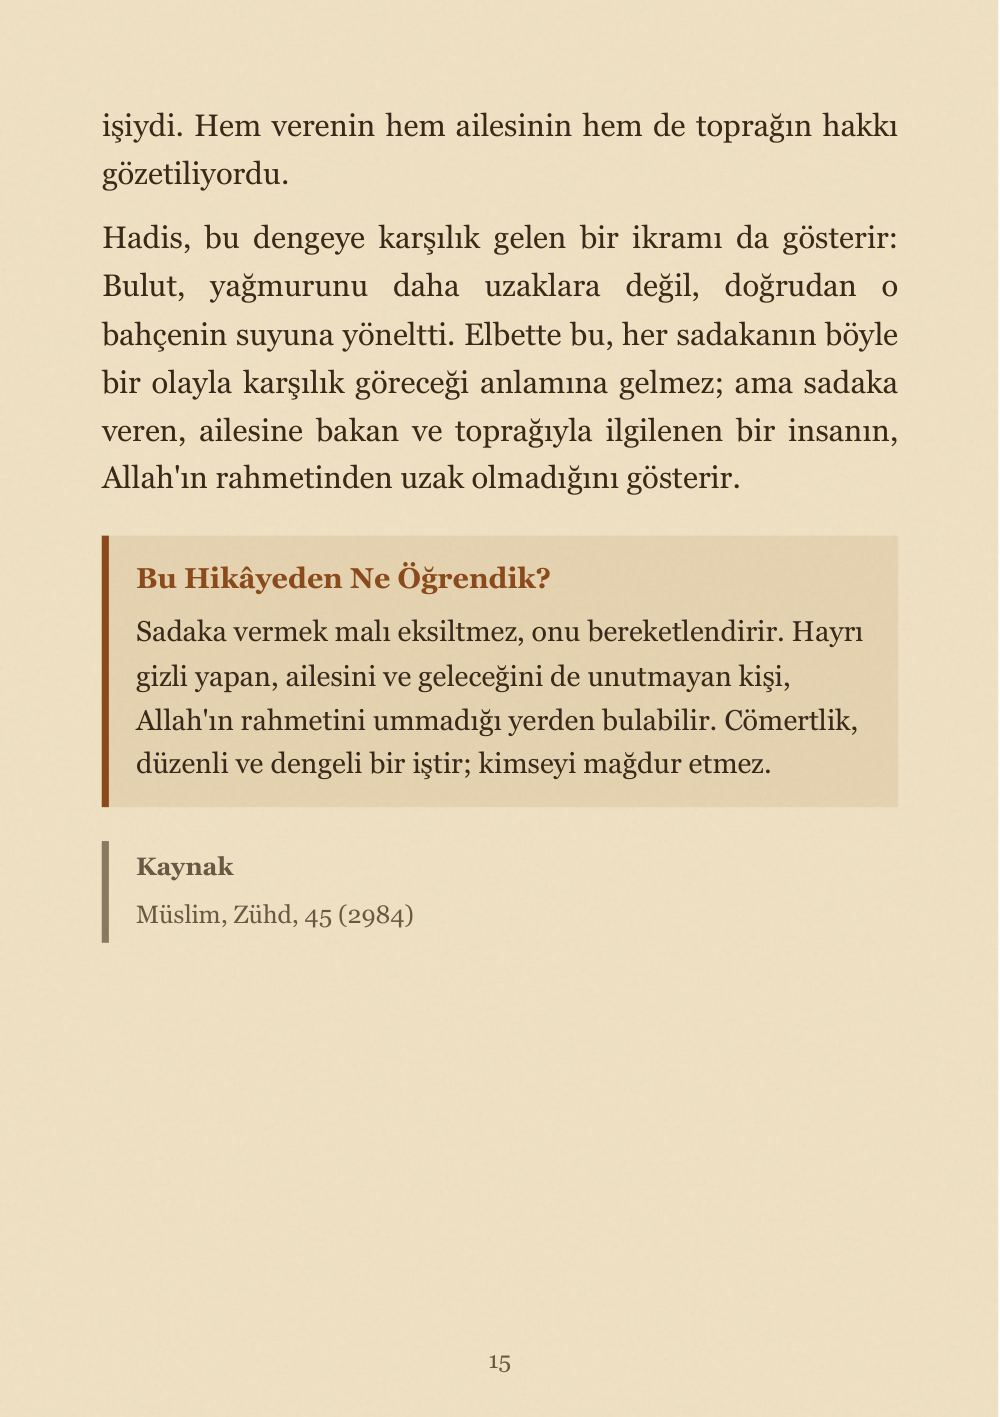 işiydi. Hem verenin hem ailesinin hem de toprağın hakkı
gözetiliyordu.
Hadis, bu dengeye karşılık gelen bir ikramı da gösterir:
Bulut, yağmurunu daha uzaklara değil, doğrudan o
bahçenin suyuna yöneltti. Elbette bu, her sadakanın böyle
bir olayla karşılık göreceği anlamına gelmez; ama sadaka
veren, ailesine bakan ve toprağıyla ilgilenen bir insanın,
Allah'ın rahmetinden uzak olmadığını gösterir.
Bu Hikâyeden Ne Öğrendik?
Sadaka vermek malı eksiltmez, onu bereketlendirir. Hayrı
gizli yapan, ailesini ve geleceğini de unutmayan kişi,
Allah'ın rahmetini ummadığı yerden bulabilir. Cömertlik,
düzenli ve dengeli bir iştir; kimseyi mağdur etmez.
Kaynak
Müslim, Zühd, 45 (2984)
15